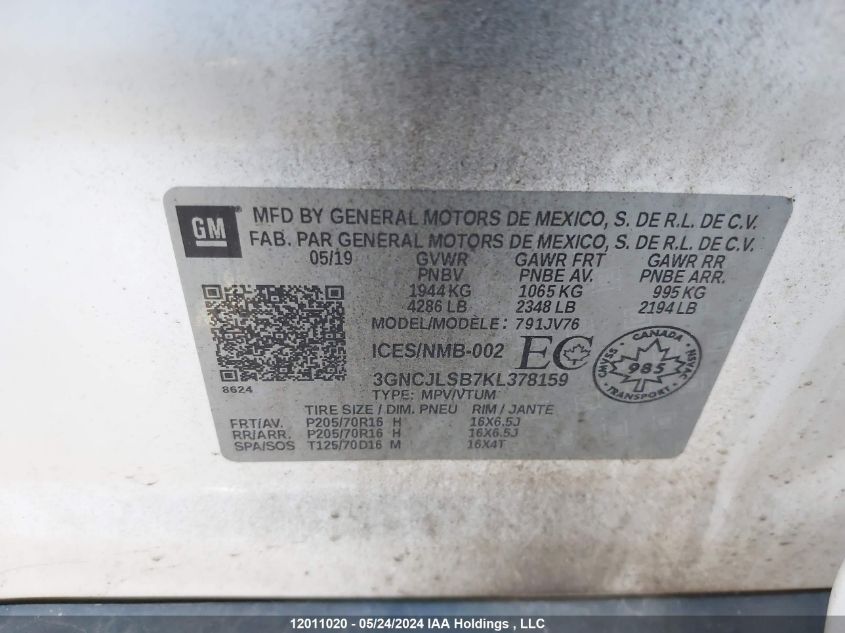 GM
MFD BY GENERAL MOTORS DE MEXICO, S. DE R.L. DE C.V.
FAB. PAR GENERAL MOTORS DE MEXICO, S. DE R.L. DE C.V.
05/19 GVWR GAWR FRT GAWR RR
PNBV PNBE AV. PNBE ARR.
1944 KG 1065 KG 995 KG
4286 LB 2348 LB 2194 LB
MODEL/MODÈLE: 791JV76
ICES/NMB-002 EC
CANADA
CMVSS 985 NSVAC
TRANSPORT
8624
3GNCJLSB7KL378159
TYPE: MPV/VTUM
TIRE SIZE / DIM. PNEU RIM / JANTE
FRT/AV. P205/70R16 H 16X6.5J
RR/ARR. P205/70R16 H 16X6.5J
SPA/SOS T125/70D16 M 16X4T
12011020 - 05/24/2024 IAA Holdings , LLC